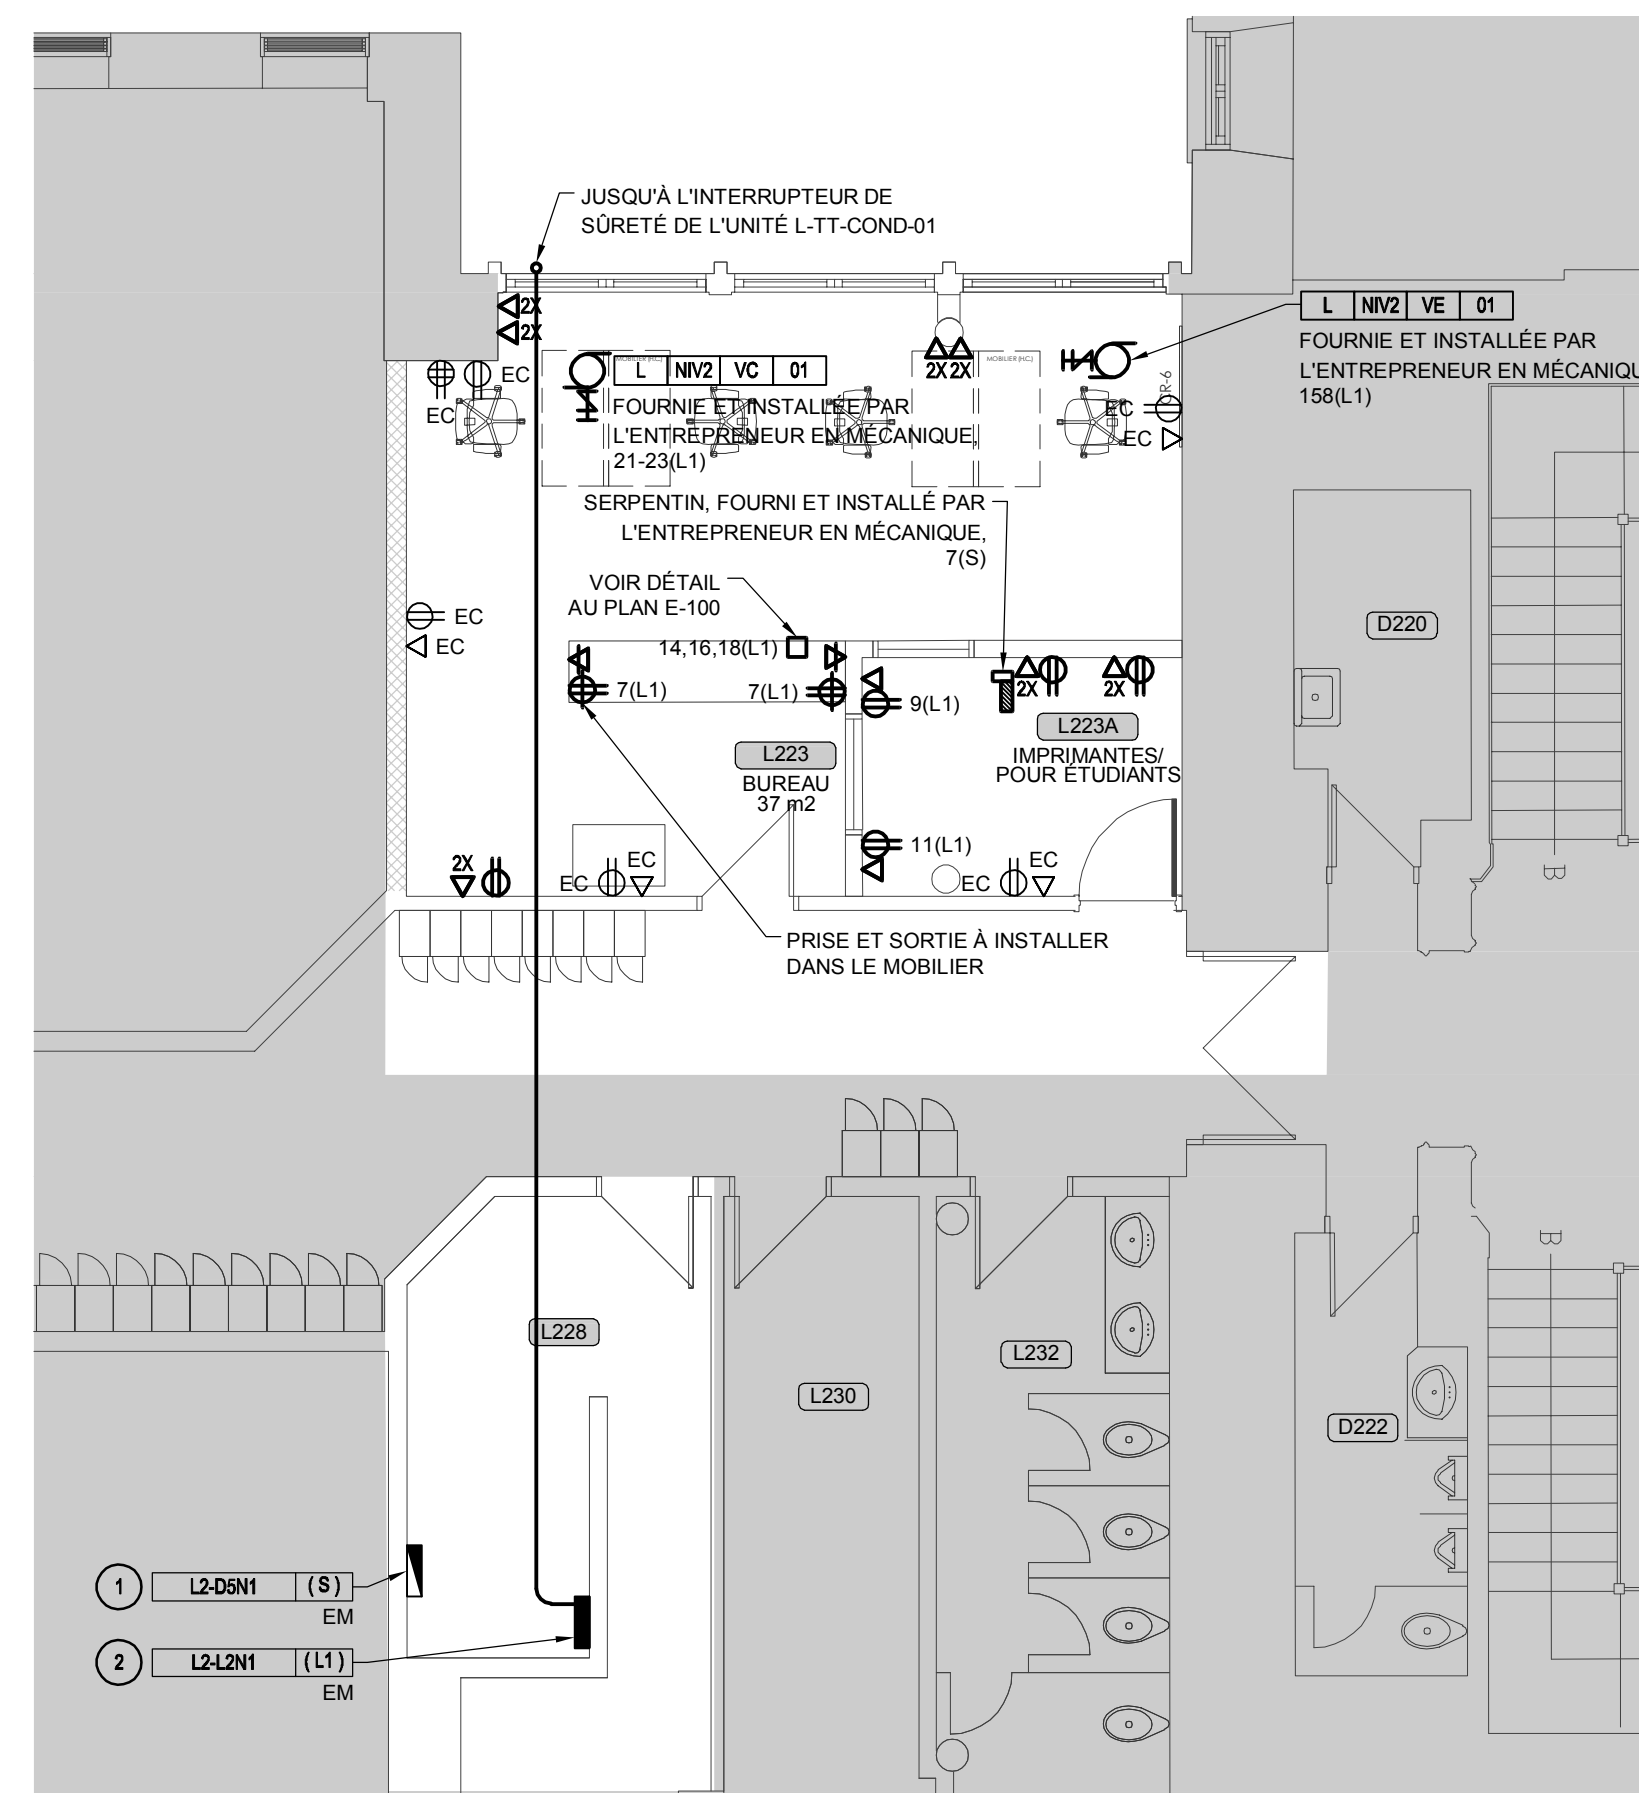 JUSQU'À L'INTERRUPTEUR DE
SÛRETÉ DE L'UNITÉ L-TT-COND-01
2X
2X
EC
EC
MOBILIER (H.C.)
L NIV2 VC 01
FOURNIE ET INSTALLÉE PAR
L'ENTREPRENEUR EN MÉCANIQUE,
21-23(L1)
2X 2X
MOBILIER (H.C.)
CR-6
EC
EC
L NIV2 VE 01
FOURNIE ET INSTALLÉE PAR
L'ENTREPRENEUR EN MÉCANIQU
158(L1)
SERPENTIN, FOURNI ET INSTALLÉ PAR
L'ENTREPRENEUR EN MÉCANIQUE,
7(S)
VOIR DÉTAIL
AU PLAN E-100
EC
EC
14,16,18(L1)
7(L1)
7(L1)
9(L1)
2X
2X
L223A
IMPRIMANTES/
POUR ÉTUDIANTS
D220
L223
BUREAU
37 m2
11(L1)
2X
EC
EC
EC
EC
B
PRISE ET SORTIE À INSTALLER
DANS LE MOBILIER
B
L228
L232
L230
D222
1 L2-D5N1 (S)
EM
2 L2-L2N1 (L1)
EM